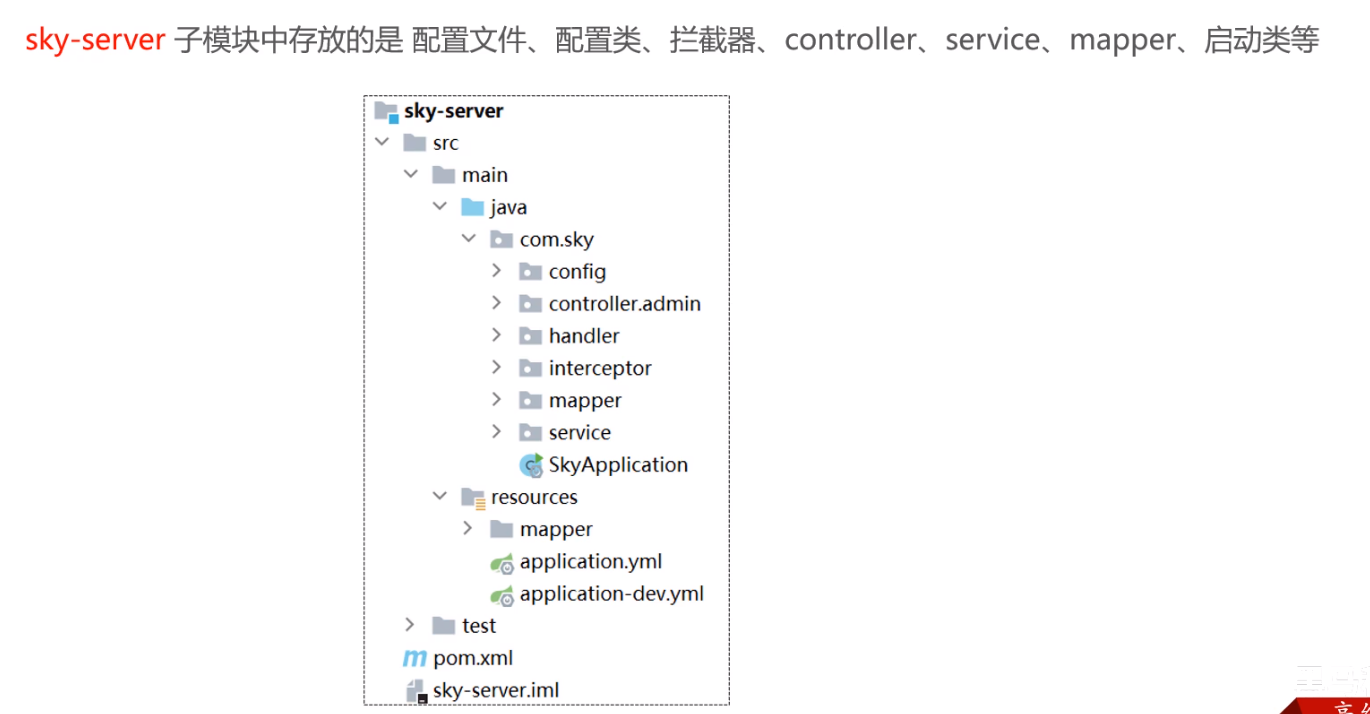 sky-server 子模块中存放的是 配置文件、配置类、拦截器、controller、service、mapper、启动类等
sky-server
src
main
java
com.sky
config
controller.admin
handler
interceptor
mapper
service
SkyApplication
resources
mapper
application.yml
application-dev.yml
test
pom.xml
sky-server.iml